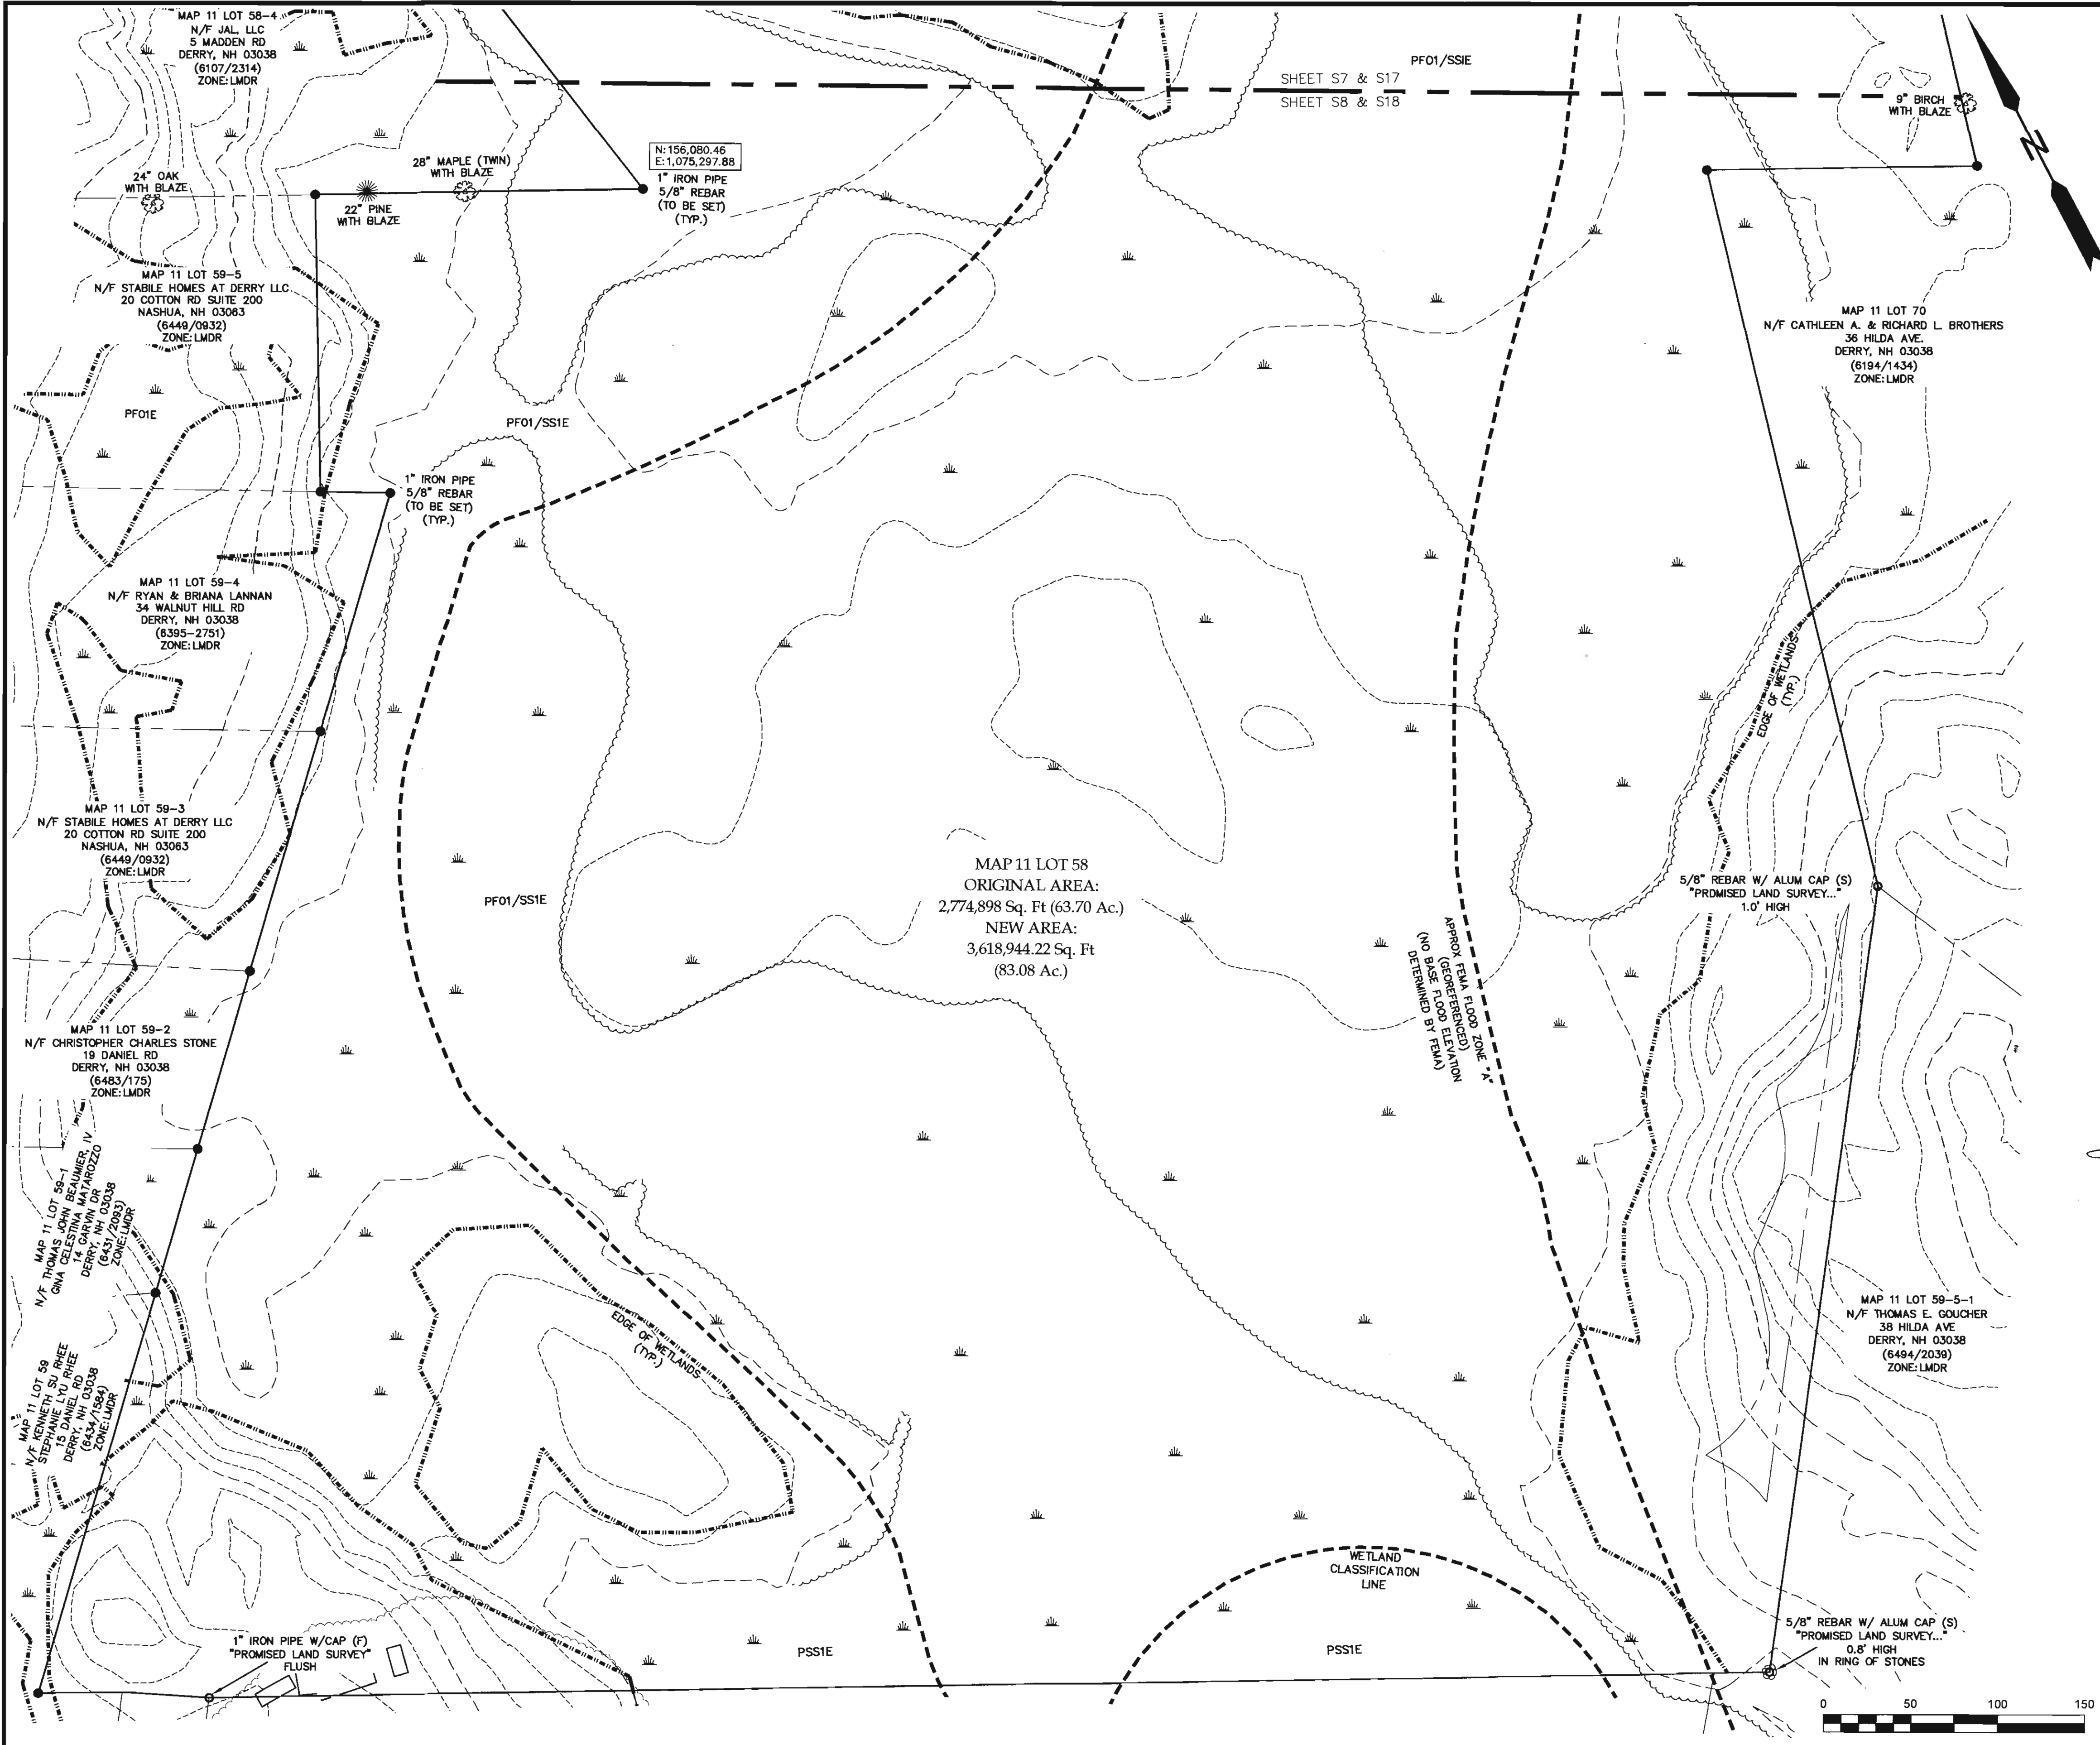 MAP 11 LOT 58-4
N/F JAL, LLC
5 MADDEN RD
DERRY, NH 03038
(6107/2314)
ZONE: LMDR
PF01/SSIE
SHEET S7 & S17
SHEET S8 & S18
9" BIRCH
WITH BLAZE
N
N: 156,080.46
E: 1,075,297.88
1" IRON PIPE
5/8" REBAR
(TO BE SET)
(TYP.)
28" MAPLE (TWIN)
WITH BLAZE
24" OAK
WITH BLAZE
22" PINE
WITH BLAZE
MAP 11 LOT 59-5
N/F STABILE HOMES AT DERRY LLC
20 COTTON RD SUITE 200
NASHUA, NH 03063
(6449/0932)
ZONE: LMDR
MAP 11 LOT 70
N/F CATHLEEN A. & RICHARD L. BROTHERS
36 HILDA AVE.
DERRY, NH 03038
(6194/1434)
ZONE: LMDR
PF01E
PF01/SS1E
1" IRON PIPE
5/8" REBAR
(TO BE SET)
(TYP.)
MAP 11 LOT 59-4
N/F RYAN & BRIANA LANNAN
34 WALNUT HILL RD
DERRY, NH 03038
(6395-2751)
ZONE: LMDR
EDGE OF WETLANDS
(TYP.)
MAP 11 LOT 59-3
N/F STABILE HOMES AT DERRY LLC
20 COTTON RD SUITE 200
NASHUA, NH 03063
(6449/0932)
ZONE: LMDR
PF01/SS1E
MAP 11 LOT 58
ORIGINAL AREA:
2,774,898 Sq. Ft (63.70 Ac.)
NEW AREA:
3,618,944.22 Sq. Ft
(83.08 Ac.)
5/8" REBAR W/ ALUM CAP (S)
"PROMISED LAND SURVEY..."
1.0' HIGH
APPROX FEMA FLOOD ZONE "A"
(GEOREFERENCED)
(NO BASE FLOOD ELEVATION
DETERMINED BY FEMA)
MAP 11 LOT 59-2
N/F CHRISTOPHER CHARLES STONE
19 DANIEL RD
DERRY, NH 03038
(6483/175)
ZONE: LMDR
MAP 11 LOT 59-1
N/F THOMAS JOHN BEAUMIER, IV
GINA CELESTINA MATAROZZO
14 GARVIN DR
DERRY, NH 03038
(6431/2093)
ZONE: LMDR
MAP 11 LOT 59-5-1
N/F THOMAS E. GOUCHER
38 HILDA AVE
DERRY, NH 03038
(6494/2039)
ZONE: LMDR
EDGE OF WETLANDS
(TYP.)
MAP 11 LOT 59
N/F KENNETH SU RHEE
STEPHANIE LYU RHEE
15 DANIEL RD
DERRY, NH 03038
(6434/1584)
ZONE: LMDR
WETLAND
CLASSIFICATION
LINE
1" IRON PIPE W/CAP (F)
"PROMISED LAND SURVEY"
FLUSH
PSS1E
PSS1E
5/8" REBAR W/ ALUM CAP (S)
"PROMISED LAND SURVEY..."
0.8' HIGH
IN RING OF STONES
0 50 100 150